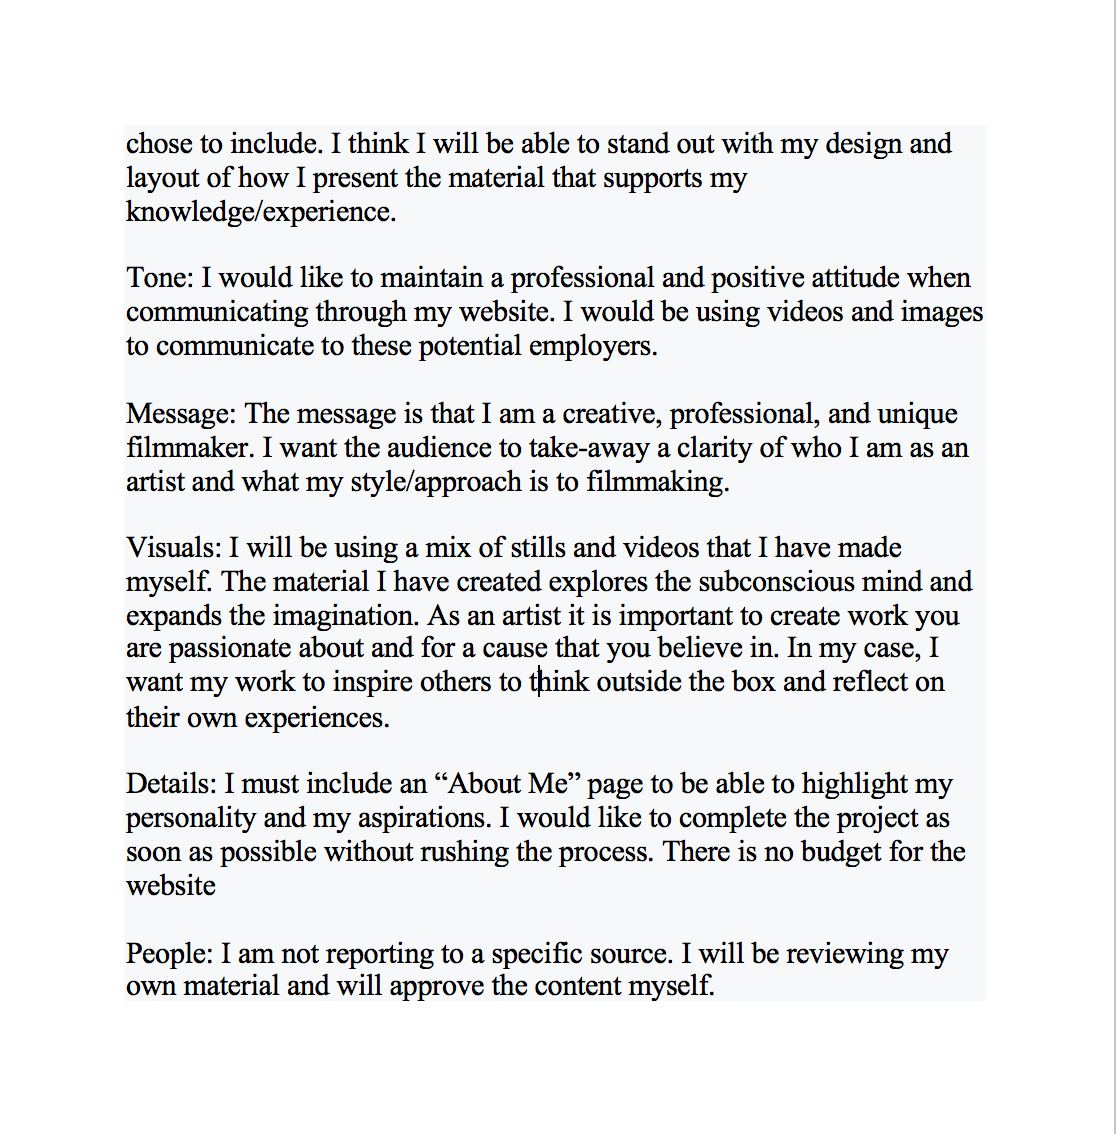 chose to include. I think I will be able to stand out with my design and
layout of how I present the material that supports my
knowledge/experience.
Tone: I would like to maintain a professional and positive attitude when
communicating through my website. I would be using videos and images
to communicate to these potential employers.
Message: The message is that I am a creative, professional, and unique
filmmaker. I want the audience to take-away a clarity of who I am as an
artist and what my style/approach is to filmmaking.
Visuals: I will be using a mix of stills and videos that I have made
myself. The material I have created explores the subconscious mind and
expands the imagination. As an artist it is important to create work you
are passionate about and for a cause that you believe in. In my case, I
want my work to inspire others to think outside the box and reflect on
their own experiences.
Details: I must include an “About Me” page to be able to highlight my
personality and my aspirations. I would like to complete the project as
soon as possible without rushing the process. There is no budget for the
website
People: I am not reporting to a specific source. I will be reviewing my
own material and will approve the content myself.